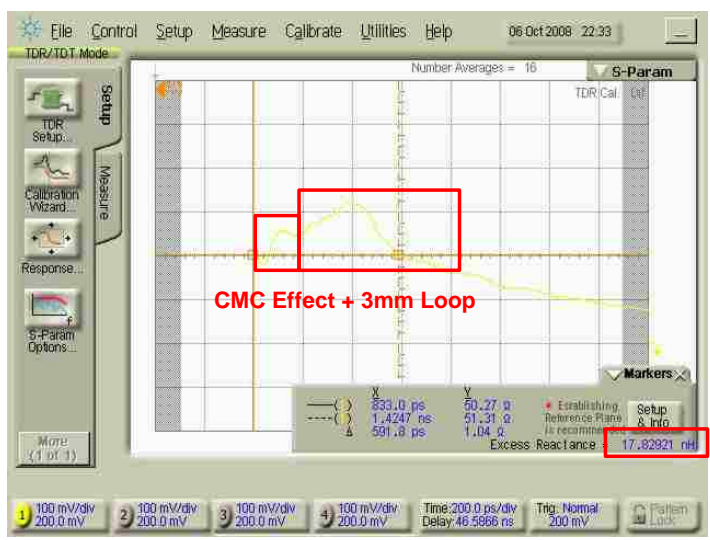 File Control Setup Measure Calibrate Utilities Help 06 Oct 2008 22:33
TDR/TDT Mode
Number Averages = 16
S-Param
TDR Cal
Setup
TDR
Setup...
Measure
Calibration
Wizard...
Response...
S-Param
Options...
CMC Effect + 3mm Loop
Markers
X Y
833.0 ps 50.27 Ω
1.4247 ns 51.31 Ω
Δ 591.8 ps 1.04 Ω
Establishing
Reference Plane
is recommended
Setup
& Info
Excess Reactance = 17.82921 nH
More
(1 of 1)
1 100 mV/div
200.0 mV
2 100 mV/div
200.0 mV
3 100 mV/div
200.0 mV
4 100 mV/div
200.0 mV
Time:200.0 ps/div
Delay:46.5866 ns
Trig: Normal
200 mV
Pattern
Lock